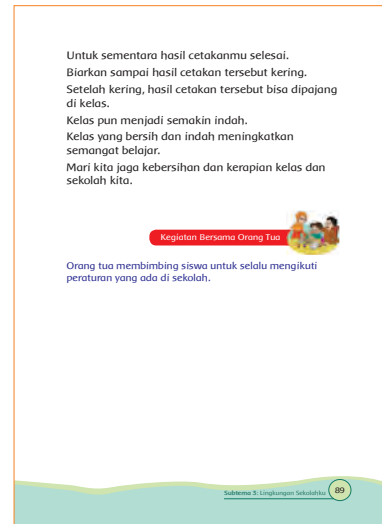 Untuk sementara hasil cetakanmu selesai.
Biarkan sampai hasil cetakan tersebut kering.
Setelah kering, hasil cetakan tersebut bisa dipajang
di kelas.
Kelas pun menjadi semakin indah.
Kelas yang bersih dan indah meningkatkan
semangat belajar.
Mari kita jaga kebersihan dan kerapian kelas dan
sekolah kita.
Kegiatan Bersama Orang Tua
Orang tua membimbing siswa untuk selalu mengikuti
peraturan yang ada di sekolah.
Subtema 3: Lingkungan Sekolahku 89